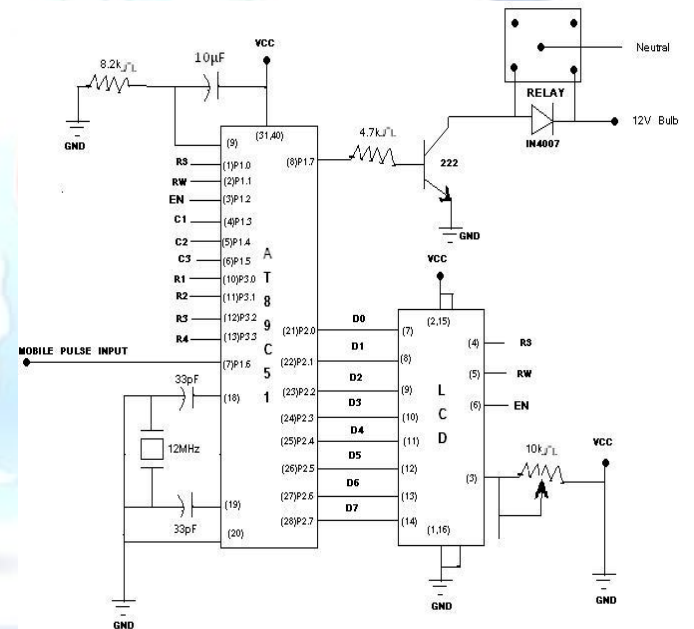 Neutral
RELAY
12V Bulb
IN4007
VCC
10µF
8.2k
GND
(31,40)
(9)
(8)P1.7
4.7k
222
GND
RS (1)P1.0
RW (2)P1.1
EN (3)P1.2
C1 (4)P1.3
C2 (5)P1.4
C3 (6)P1.5
R1 (10)P3.0
R2 (11)P3.1
R3 (12)P3.2
R4 (13)P3.3
MOBILE PULSE INPUT
(7)P1.6
AT89C51
33pF
(18)
12MHz
(19)
33pF
(20)
GND
(21)P2.0 D0 (7)
(22)P2.1 D1 (8)
(23)P2.2 D2 (9)
(24)P2.3 D3 (10)
(25)P2.4 D4 (11)
(26)P2.5 D5 (12)
(27)P2.6 D6 (13)
(28)P2.7 D7 (14)
VCC
(2,15)
LCD
(4) RS
(5) RW
(6) EN
(3)
10k
VCC
(1,16)
GND
GND